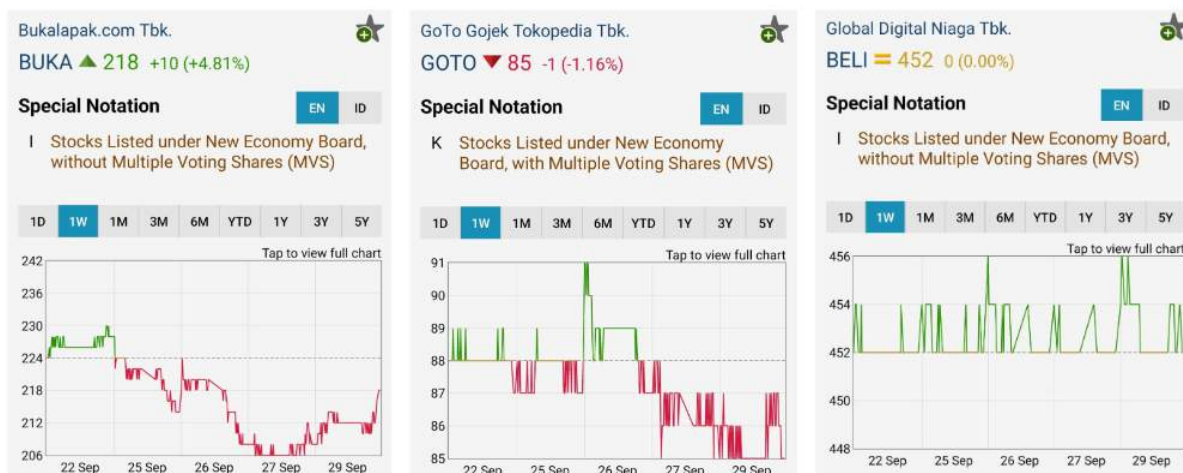 Bukalapak.com Tbk.
BUKA ▲ 218 +10 (+4.81%)
Special Notation
EN ID
I Stocks Listed under New Economy Board,
without Multiple Voting Shares (MVS)
1D 1W 1M 3M 6M YTD 1Y 3Y 5Y
Tap to view full chart
242
236
230
224
218
212
206
22 Sep 25 Sep 26 Sep 27 Sep 29 Sep
GoTo Gojek Tokopedia Tbk.
GOTO ▼ 85 -1 (-1.16%)
Special Notation
EN ID
K Stocks Listed under New Economy
Board, with Multiple Voting Shares (MVS)
1D 1W 1M 3M 6M YTD 1Y 3Y 5Y
Tap to view full chart
91
90
89
88
87
86
85
22 Sep 25 Sep 26 Sep 27 Sep 29 Sep
Global Digital Niaga Tbk.
BELI = 452 0 (0.00%)
Special Notation
EN ID
I Stocks Listed under New Economy Board,
without Multiple Voting Shares (MVS)
1D 1W 1M 3M 6M YTD 1Y 3Y 5Y
Tap to view full chart
456
454
452
450
448
22 Sep 25 Sep 26 Sep 27 Sep 29 Sep